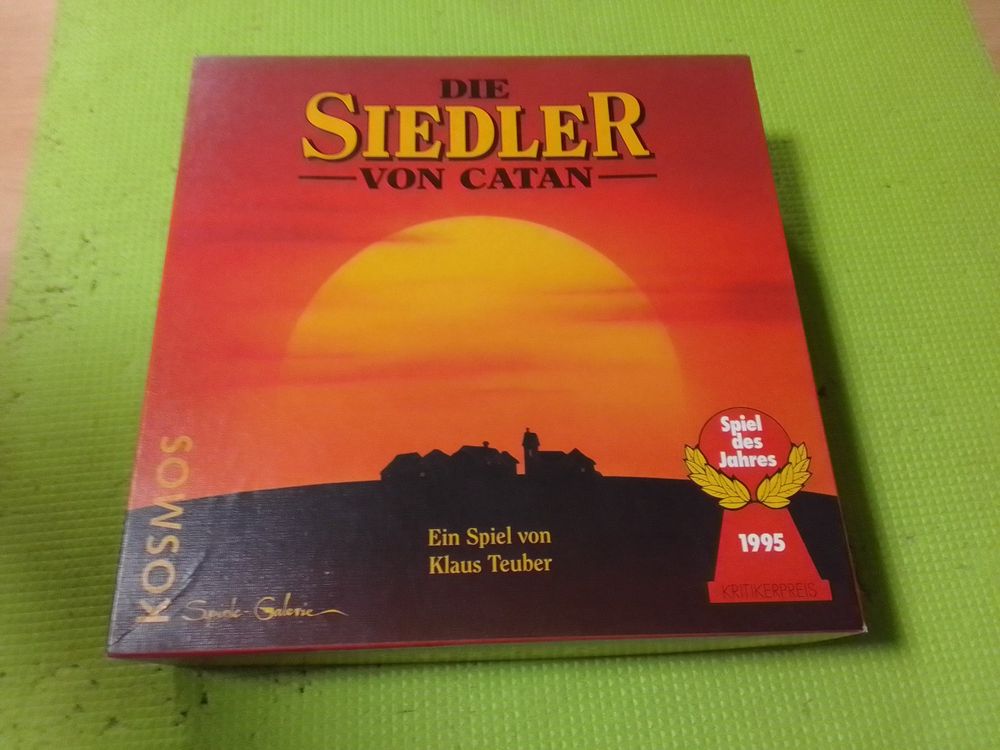 DIE
SIEDLER
VON CATAN
Spiel
des
Jahres
1995
KRITIKERPREIS
Ein Spiel von
Klaus Teuber
KOSMOS
Spiele-Galerie